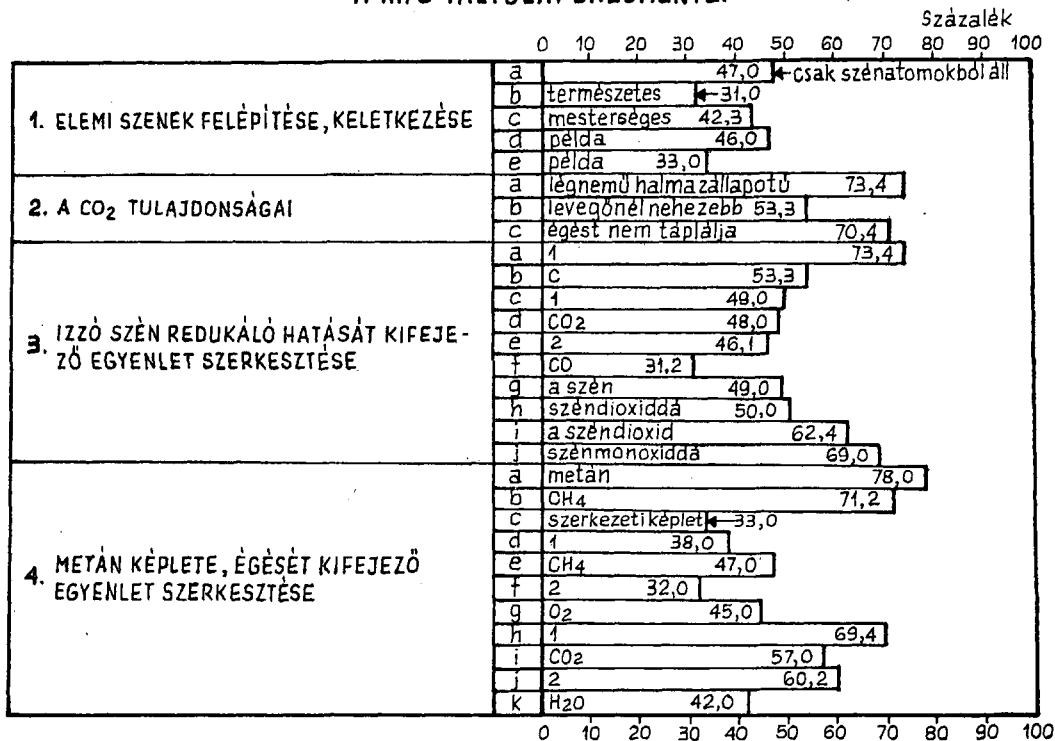 Százalék
0 10 20 30 40 50 60 70 80 90 100
1. ELEMI SZENEK FELÉPÍTÉSE, KELETKEZÉSE
a 47,0 csak szénatomokból áll
b természetes 31,0
c mesterséges 42,3
d példa 46,0
e példa 33,0
2. A CO2 TULAJDONSÁGAI
a légnemű halmazállapotú 73,4
b levegőnél nehezebb 53,3
c égést nem táplálja 70,4
3. IZZÓ SZÉN REDUKÁLÓ HATÁSÁT KIFEJE-
ZŐ EGYENLET SZERKESZTÉSE
a 1 73,4
b C 53,3
c 1 49,0
d CO2 48,0
e 2 46,1
f CO 31,2
g a szén 49,0
h széndioxiddá 50,0
i a széndioxid 62,4
j szénmonoxiddá 69,0
4. METÁN KÉPLETE, ÉGÉSÉT KIFEJEZŐ
EGYENLET SZERKESZTÉSE
a metán 78,0
b CH4 71,2
c szerkezeti képlet 33,0
d 1 38,0
e CH4 47,0
f 2 32,0
g O2 45,0
h 1 69,4
i CO2 57,0
j 2 60,2
k H2O 42,0
0 10 20 30 40 50 60 70 80 90 100